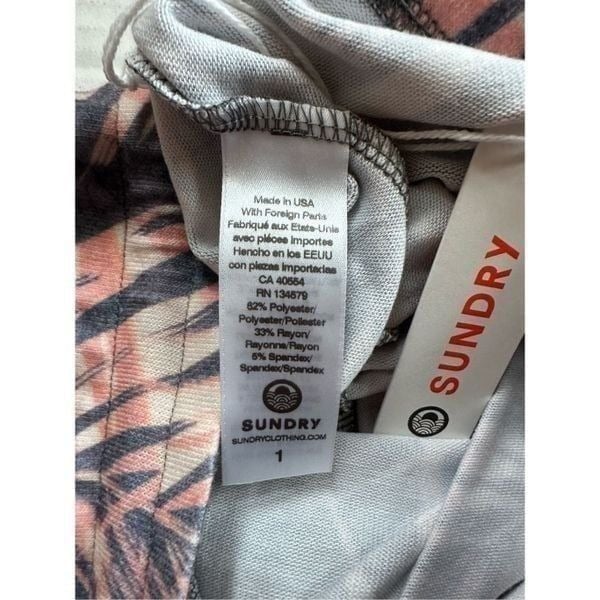 Made in USA
With Foreign Parts
Fabriqué aux Etats-Unis
avec pléces importes
Hencho en los EEUU
con piezas importadas
CA 40554
RN 134579
62% Polyester/
Polyester/Poliester
33% Rayon/
Rayonne/Rayon
5% Spandex/
Spandex/Spandex
SUNDRY
SUNDRYCLOTHING.COM
1
SUNDRY